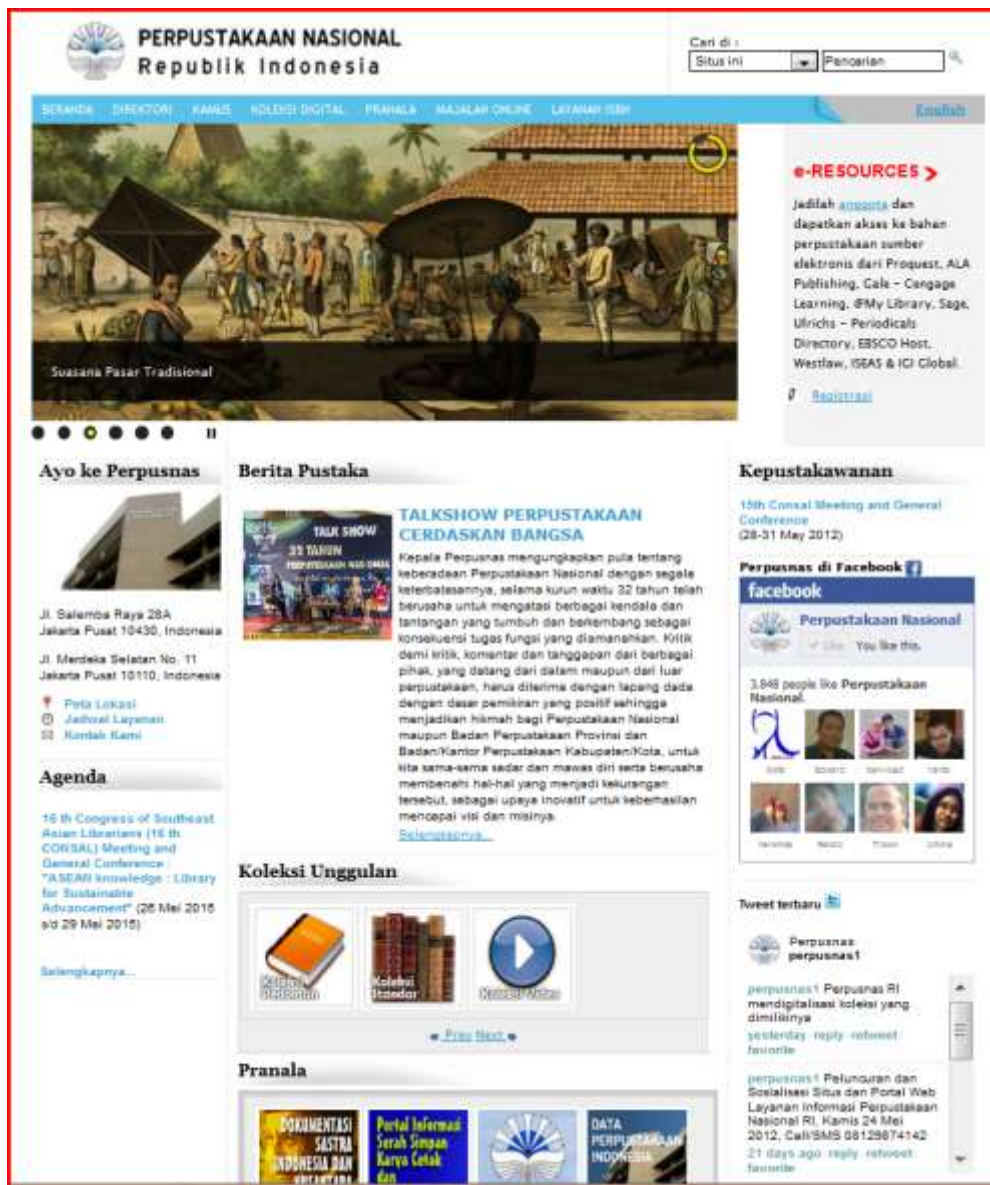 PERPUSTAKAAN NASIONAL
Republik Indonesia
Cari di :
Situs ini
Pencarian
BERANDA DIREKTORI KAMUS KOLEKSI DIGITAL PRANALA MAJALAH ONLINE LAYANAN ISBN
English
Suasana Pasar Tradisional
e-RESOURCES
Jadilah anggota dan
dapatkan akses ke bahan
perpustakaan sumber
elektronis dari Proquest, ALA
Publishing, Gale – Cengage
Learning, @My Library, Sage,
Ulrichs – Periodicals
Directory, EBSCO Host,
Westlaw, ISEAS & IGI Global.
Registrasi
Ayo ke Perpusnas
Jl. Salemba Raya 28A
Jakarta Pusat 10430, Indonesia
Jl. Merdeka Selatan No. 11
Jakarta Pusat 10110, Indonesia
Peta Lokasi
Jadwal Layanan
Kontak Kami
Agenda
16 th Congress of Southeast
Asian Librarians (16 th
CONSAL) Meeting and
General Conference :
"ASEAN knowledge : Library
for Sustainable
Advancement" (26 Mei 2015
s/d 29 Mei 2015)
Selengkapnya...
Berita Pustaka
TALK SHOW
32 TAHUN
TALKSHOW PERPUSTAKAAN
CERDASKAN BANGSA
Kepala Perpusnas mengungkapkan pula tentang
keberadaan Perpustakaan Nasional dengan segala
keterbatasannya, selama kurun waktu 32 tahun telah
berusaha untuk mengatasi berbagai kendala dan
tantangan yang tumbuh dan berkembang sebagai
konsekuensi tugas fungsi yang diamanahkan. Kritik
demi kritik, komentar dan tanggapan dari berbagai
pihak, yang datang dari dalam maupun dari luar
perpustakaan, harus diterima dengan lapang dada
dengan dasar pemikiran yang positif sehingga
menjadikan hikmah bagi Perpustakaan Nasional
maupun Badan Perpustakaan Provinsi dan
Badan/Kantor Perpustakaan Kabupaten/Kota, untuk
kita sama-sama sadar dan mawas diri serta berusaha
membenahi hal-hal yang menjadi kekurangan
tersebut, sebagai upaya inovatif untuk keberhasilan
mencapai visi dan misinya.
Selengkapnya...
Koleksi Unggulan
Koleksi
Pedoman
Koleksi
Standar
Koleksi Video
Prev Next
Pranala
DOKUMENTASI
SASTRA
INDONESIA DAN
NUSANTARA
Portal Informasi
Serah Simpan
Karya Cetak
dan
DATA
PERPUSTAKAAN
INDONESIA
Kepustakawanan
15th Consal Meeting and General
Conference
(28-31 May 2012)
Perpusnas di Facebook
facebook
Perpustakaan Nasional
Like You like this.
3,848 people like Perpustakaan
Nasional.
Tweet terbaru
Perpusnas
perpusnas1
perpusnas1 Perpusnas RI
mendigitalisasi koleksi yang
dimilikinya
yesterday reply retweet
favorite
perpusnas1 Peluncuran dan
Sosialisasi Situs dan Portal Web
Layanan Informasi Perpustakaan
Nasional RI, Kamis 24 Mei
2012, Call/SMS 08129874142
21 days ago reply retweet
favorite